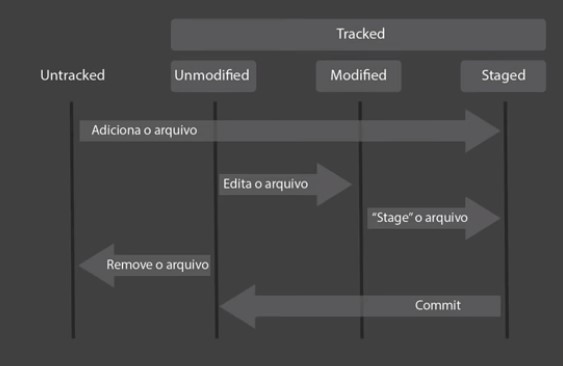 Tracked
Untracked
Unmodified
Modified
Staged
Adiciona o arquivo
Edita o arquivo
"Stage" o arquivo
Remove o arquivo
Commit